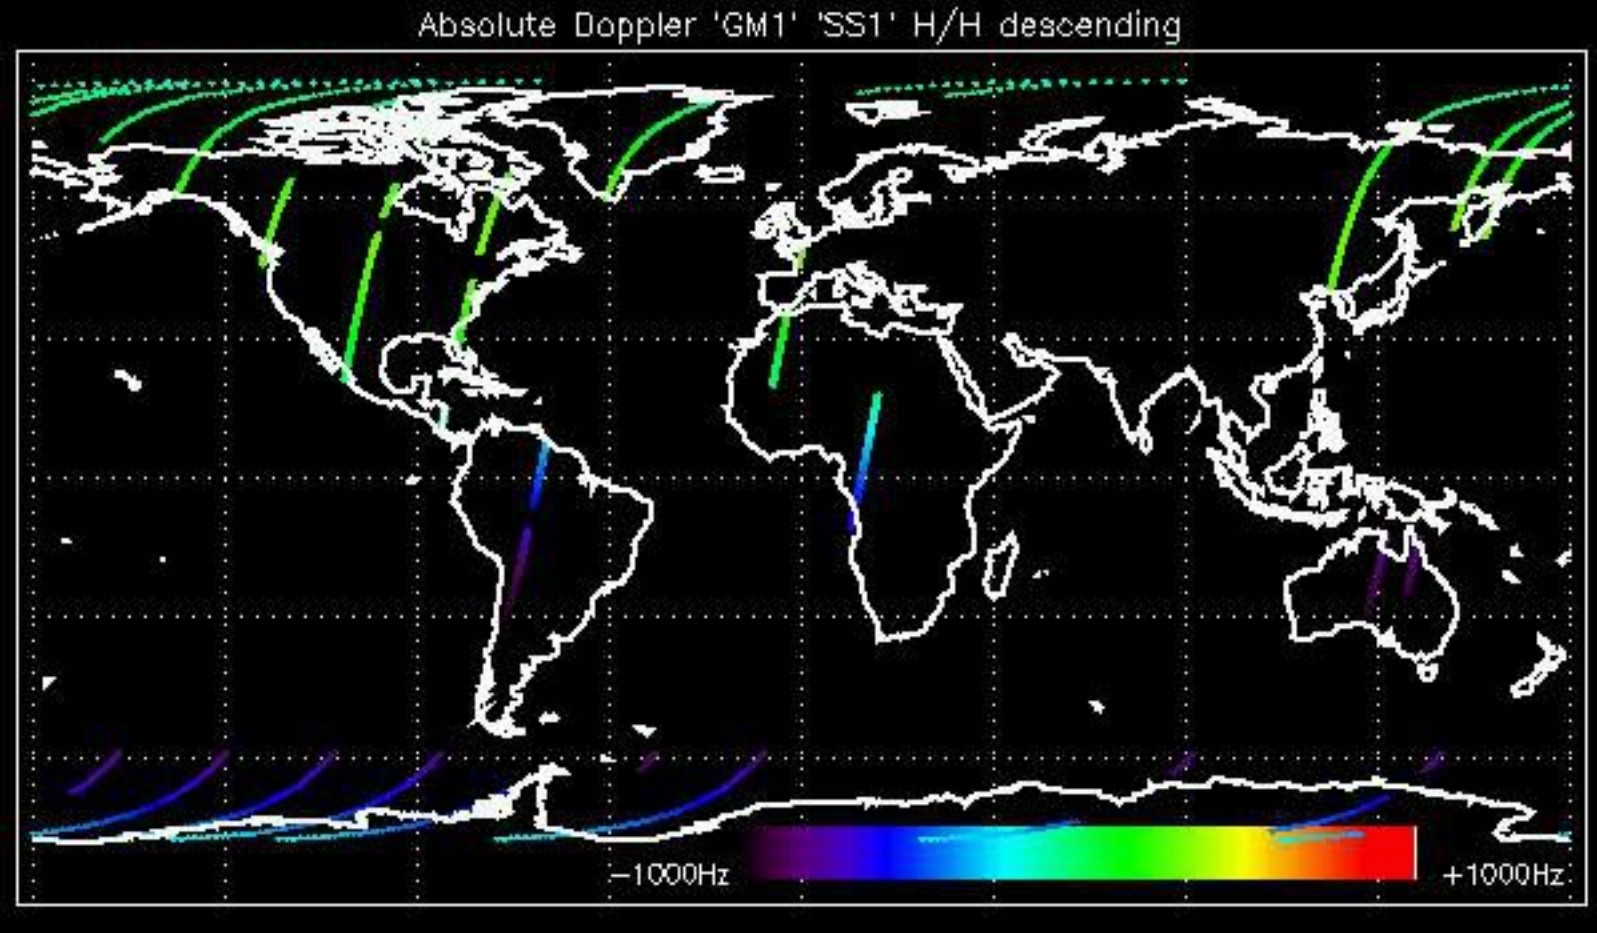 Absolute Doppler 'GM1' 'SS1' H/H descending
−1000Hz +1000Hz